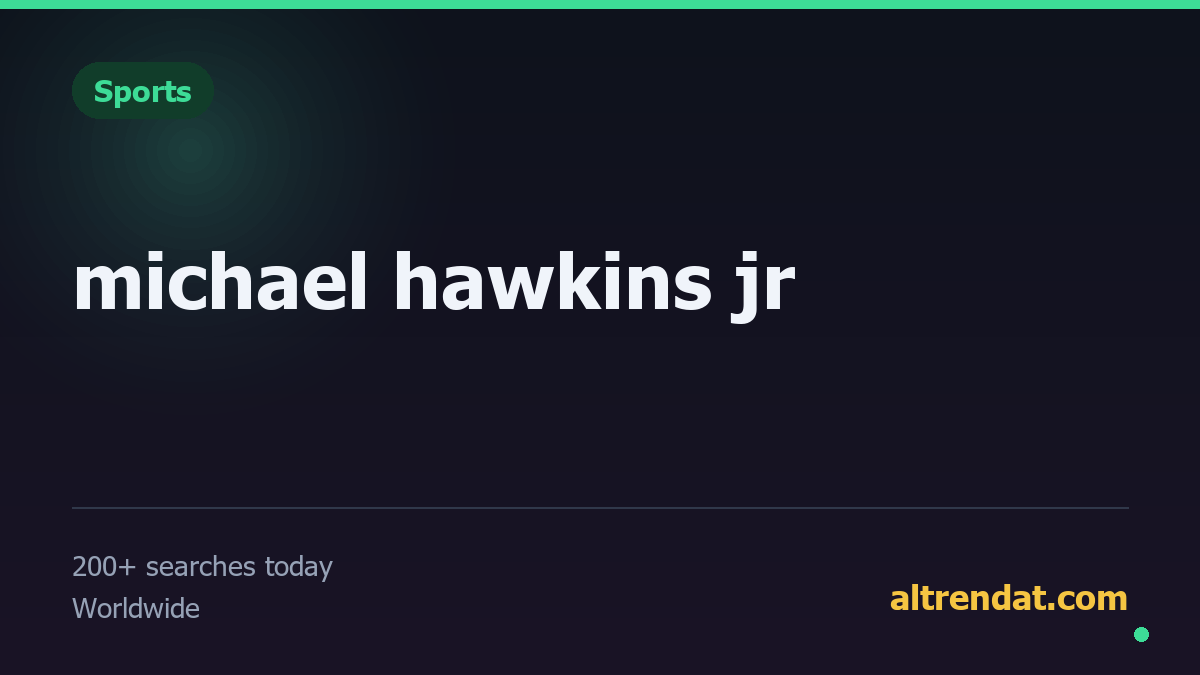 Sports
michael hawkins jr
200+ searches today
Worldwide
altrendat.com